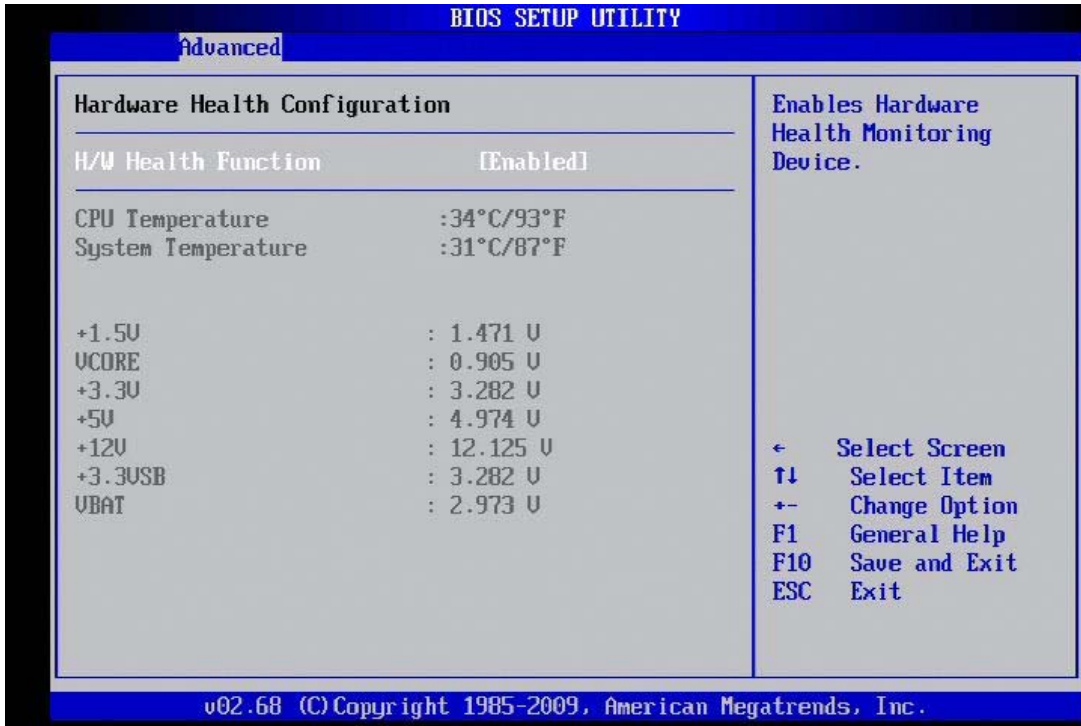 BIOS SETUP UTILITY
Advanced
Hardware Health Configuration
H/W Health Function [Enabled]
CPU Temperature :34°C/93°F
System Temperature :31°C/87°F
+1.5V : 1.471 V
VCORE : 0.905 V
+3.3V : 3.282 V
+5V : 4.974 V
+12V : 12.125 V
+3.3VSB : 3.282 V
VBAT : 2.973 V
Enables Hardware
Health Monitoring
Device.
← Select Screen
↑↓ Select Item
+- Change Option
F1 General Help
F10 Save and Exit
ESC Exit
v02.68 (C)Copyright 1985-2009, American Megatrends, Inc.